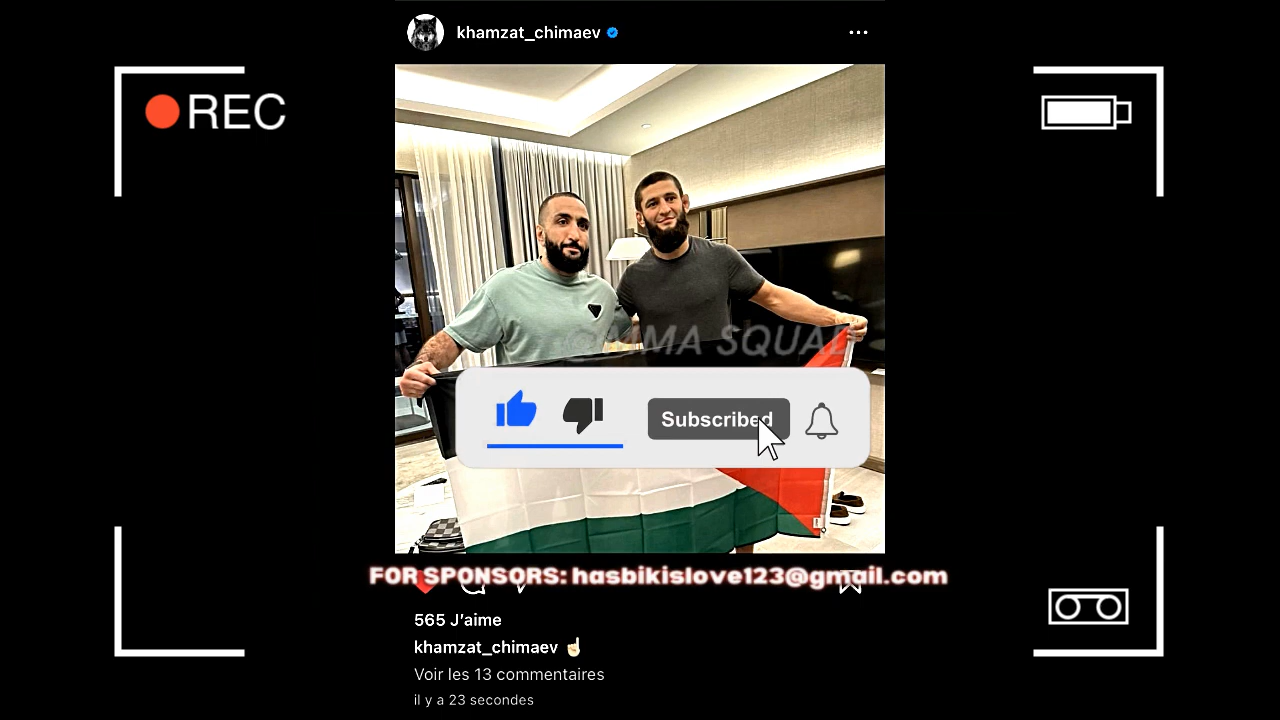 khamzat_chimaev
REC
@MMA SQUAD
Subscribed
FOR SPONSORS: hasbikislove123@gmail.com
565 J’aime
khamzat_chimaev ☝🏻
Voir les 13 commentaires
il y a 23 secondes